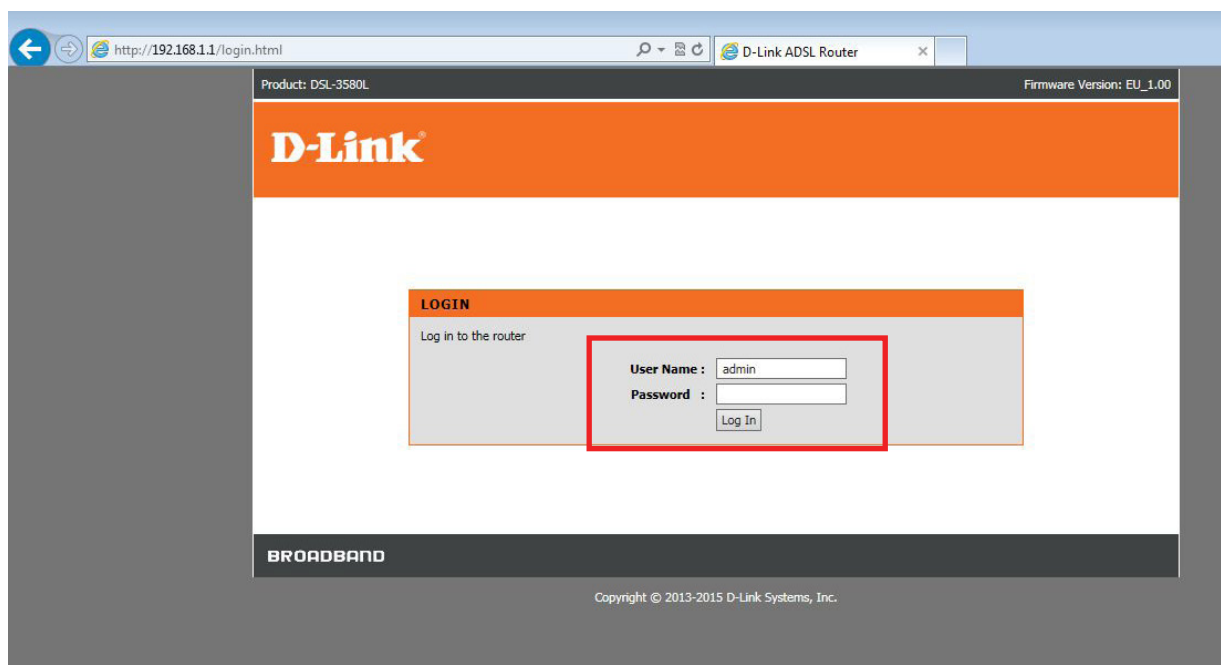 http://192.168.1.1/login.html
D-Link ADSL Router
Product: DSL-3580L
Firmware Version: EU_1.00
D-Link®
LOGIN
Log in to the router
User Name : admin
Password :
Log In
BROADBAND
Copyright © 2013-2015 D-Link Systems, Inc.